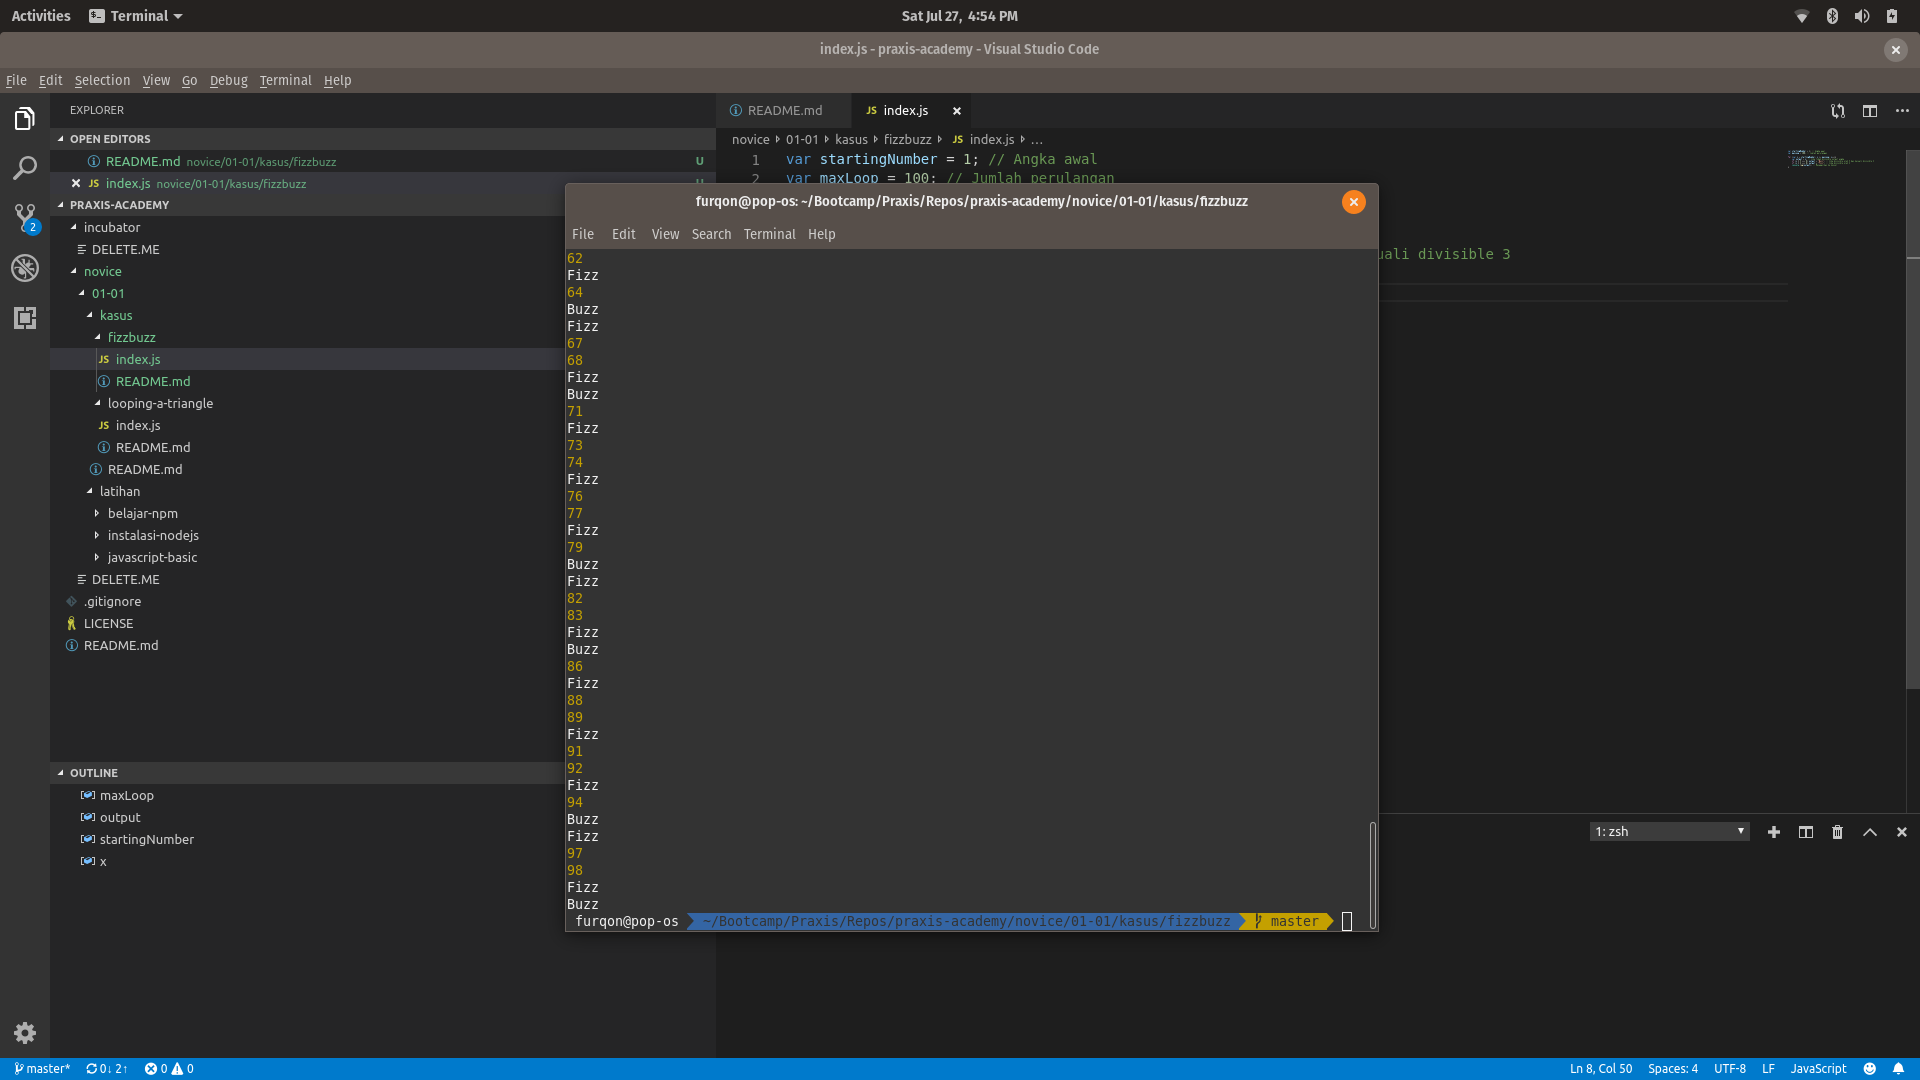 Activities Terminal Sat Jul 27, 4:54 PM
index.js - praxis-academy - Visual Studio Code
File Edit Selection View Go Debug Terminal Help
EXPLORER
OPEN EDITORS
README.md novice/01-01/kasus/fizzbuzz U
index.js novice/01-01/kasus/fizzbuzz
PRAXIS-ACADEMY
incubator
DELETE.ME
novice
01-01
kasus
fizzbuzz
JS index.js
README.md
looping-a-triangle
JS index.js
README.md
README.md
latihan
belajar-npm
instalasi-nodejs
javascript-basic
DELETE.ME
.gitignore
LICENSE
README.md
OUTLINE
maxLoop
output
startingNumber
x
2
README.md JS index.js
novice 01-01 kasus fizzbuzz JS index.js ...
1 var startingNumber = 1; // Angka awal
2 var maxLoop = 100; // Jumlah perulangan
uali divisible 3
furqon@pop-os: ~/Bootcamp/Praxis/Repos/praxis-academy/novice/01-01/kasus/fizzbuzz
File Edit View Search Terminal Help
62
Fizz
64
Buzz
Fizz
67
68
Fizz
Buzz
71
Fizz
73
74
Fizz
76
77
Fizz
79
Buzz
Fizz
82
83
Fizz
Buzz
86
Fizz
88
89
Fizz
91
92
Fizz
94
Buzz
Fizz
97
98
Fizz
Buzz
furqon@pop-os ~/Bootcamp/Praxis/Repos/praxis-academy/novice/01-01/kasus/fizzbuzz master
1: zsh
master* 0↓ 2↑ 0 0 Ln 8, Col 50 Spaces: 4 UTF-8 LF JavaScript